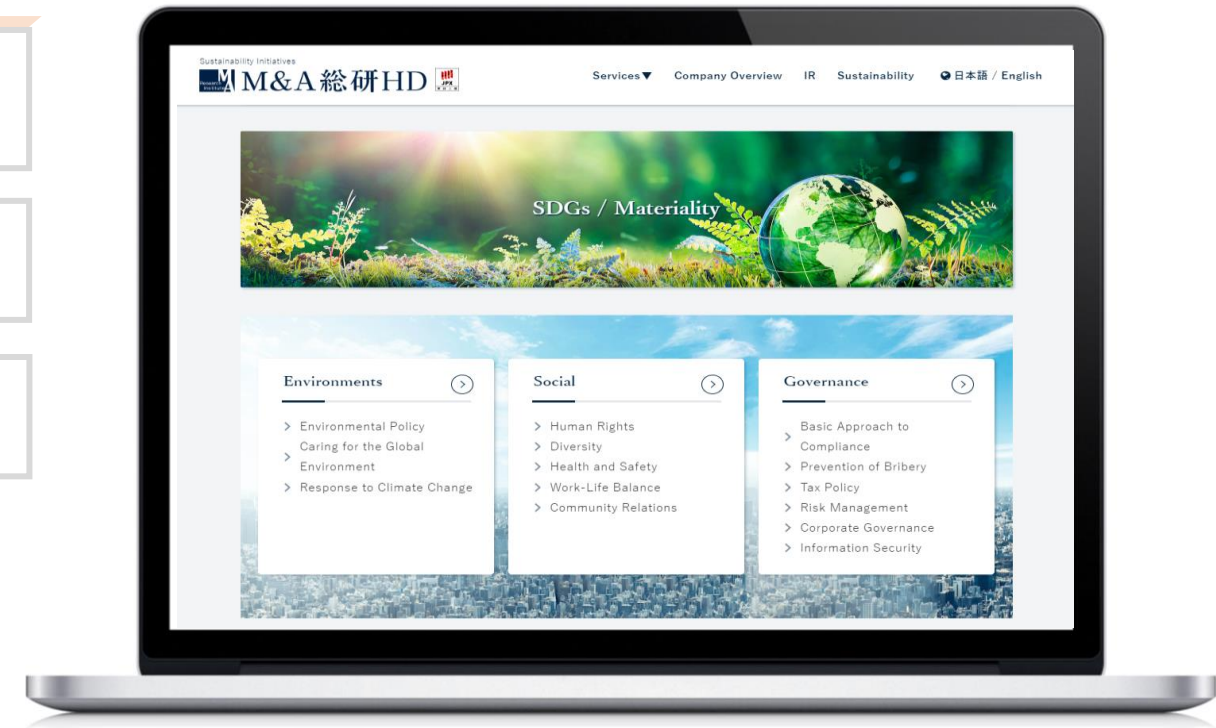 Sustainability Initiatives
M&A総研HD
JPX
Services▼ Company Overview IR Sustainability 日本語 / English
SDGs / Materiality
Environments
Environmental Policy
Caring for the Global
Environment
Response to Climate Change
Social
Human Rights
Diversity
Health and Safety
Work-Life Balance
Community Relations
Governance
Basic Approach to
Compliance
Prevention of Bribery
Tax Policy
Risk Management
Corporate Governance
Information Security